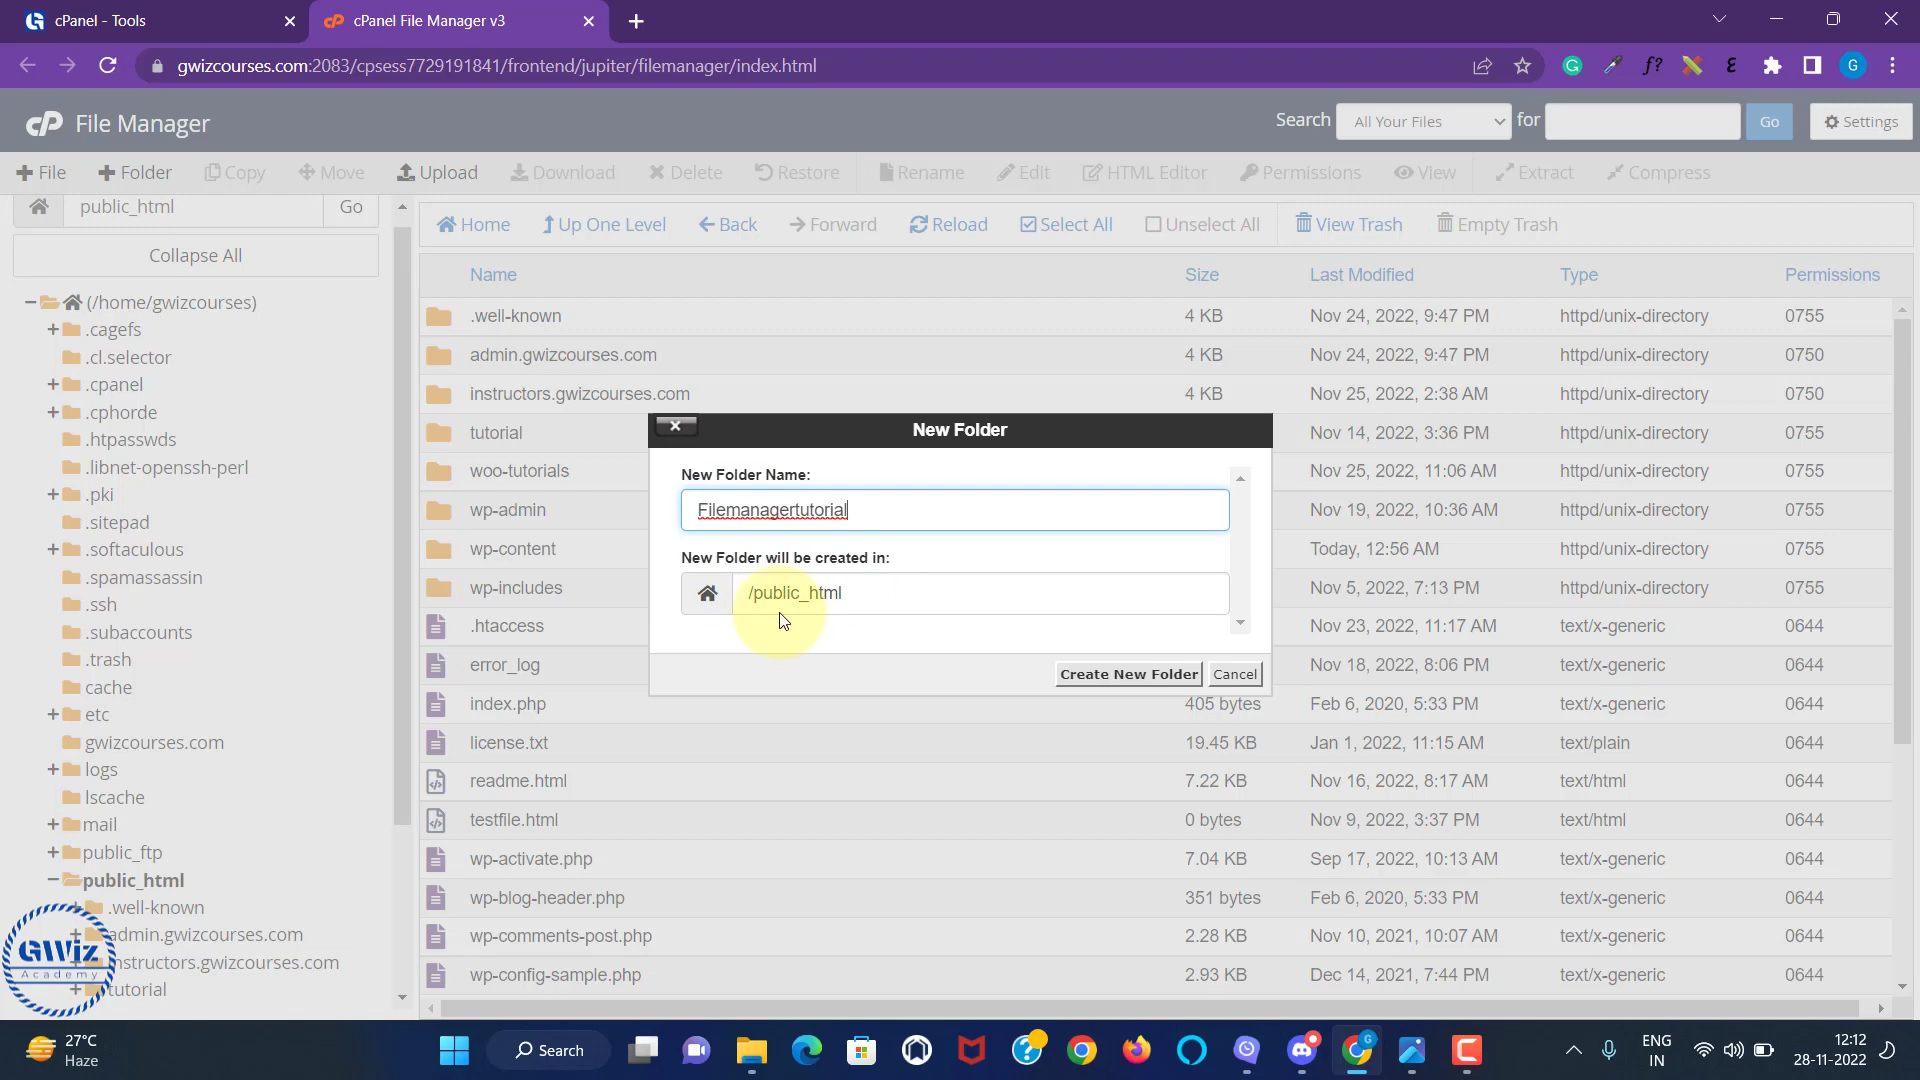 cPanel - Tools
cPanel File Manager v3
gwizcourses.com:2083/cpsess7729191841/frontend/jupiter/filemanager/index.html
f?
G
cP File Manager
Search All Your Files for Go Settings
File Folder Copy Move Upload Download Delete Restore Rename Edit HTML Editor Permissions View Extract Compress
public_html Go
Home Up One Level Back Forward Reload Select All Unselect All View Trash Empty Trash
Collapse All
(/home/gwizcourses)
.cagefs
.cl.selector
.cpanel
.cphorde
.htpasswds
.libnet-openssh-perl
.pki
.sitepad
.softaculous
.spamassassin
.ssh
.subaccounts
.trash
cache
etc
gwizcourses.com
logs
lscache
mail
public_ftp
public_html
.well-known
admin.gwizcourses.com
instructors.gwizcourses.com
tutorial
GWiz
Academy
Name Size Last Modified Type Permissions
.well-known 4 KB Nov 24, 2022, 9:47 PM httpd/unix-directory 0755
admin.gwizcourses.com 4 KB Nov 24, 2022, 9:47 PM httpd/unix-directory 0750
instructors.gwizcourses.com 4 KB Nov 25, 2022, 2:38 AM httpd/unix-directory 0750
tutorial Nov 14, 2022, 3:36 PM httpd/unix-directory 0755
woo-tutorials Nov 25, 2022, 11:06 AM httpd/unix-directory 0755
wp-admin Nov 19, 2022, 10:36 AM httpd/unix-directory 0755
wp-content Today, 12:56 AM httpd/unix-directory 0755
wp-includes Nov 5, 2022, 7:13 PM httpd/unix-directory 0755
.htaccess Nov 23, 2022, 11:17 AM text/x-generic 0644
error_log Nov 18, 2022, 8:06 PM text/x-generic 0644
index.php 405 bytes Feb 6, 2020, 5:33 PM text/x-generic 0644
license.txt 19.45 KB Jan 1, 2022, 11:15 AM text/plain 0644
readme.html 7.22 KB Nov 16, 2022, 8:17 AM text/html 0644
testfile.html 0 bytes Nov 9, 2022, 3:37 PM text/html 0644
wp-activate.php 7.04 KB Sep 17, 2022, 10:13 AM text/x-generic 0644
wp-blog-header.php 351 bytes Feb 6, 2020, 5:33 PM text/x-generic 0644
wp-comments-post.php 2.28 KB Nov 10, 2021, 10:07 AM text/x-generic 0644
wp-config-sample.php 2.93 KB Dec 14, 2021, 7:44 PM text/x-generic 0644
New Folder
New Folder Name:
Filemanagertutorial
New Folder will be created in:
/public_html
Create New Folder Cancel
27°C
Haze
Search
ENG
IN
12:12
28-11-2022